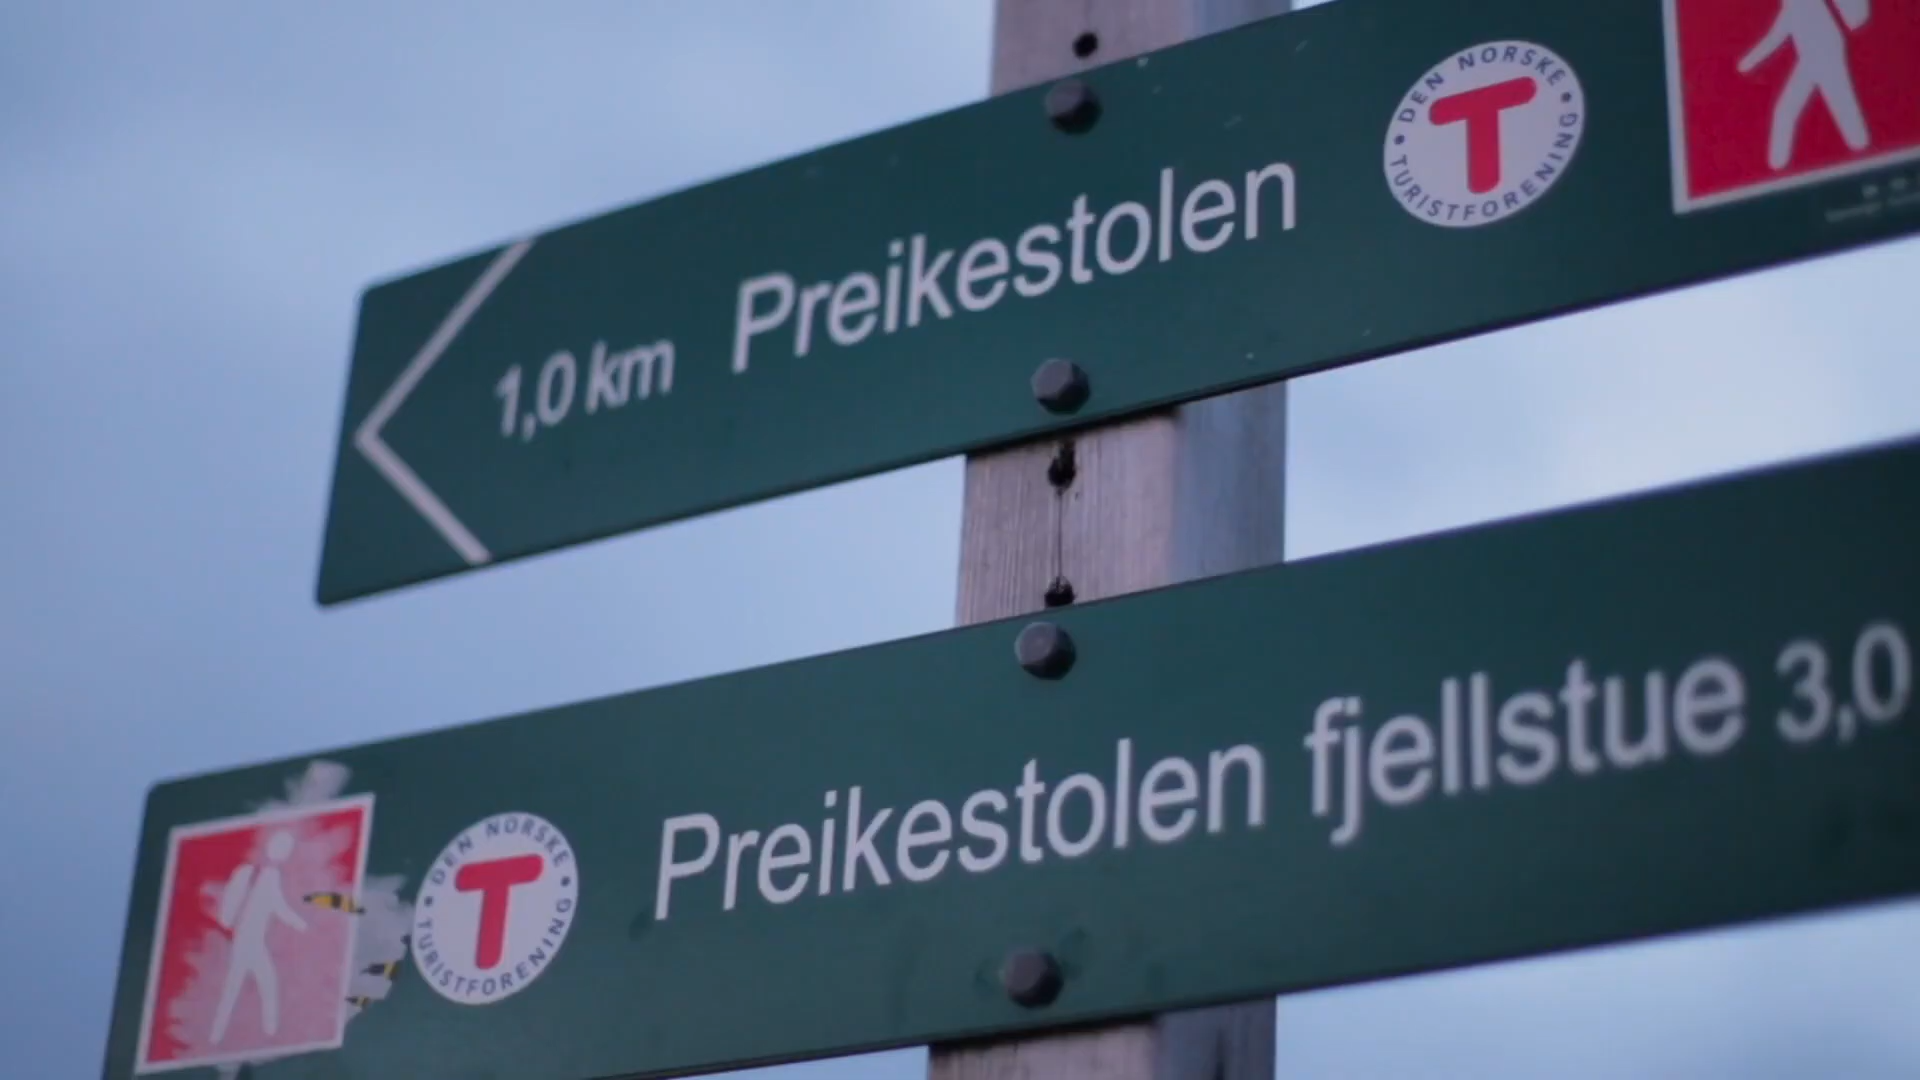 1,0 km Preikestolen
DEN NORSKE
TURISTFORENING
T
Preikestolen fjellstue 3,0
DEN NORSKE
TURISTFORENING
T